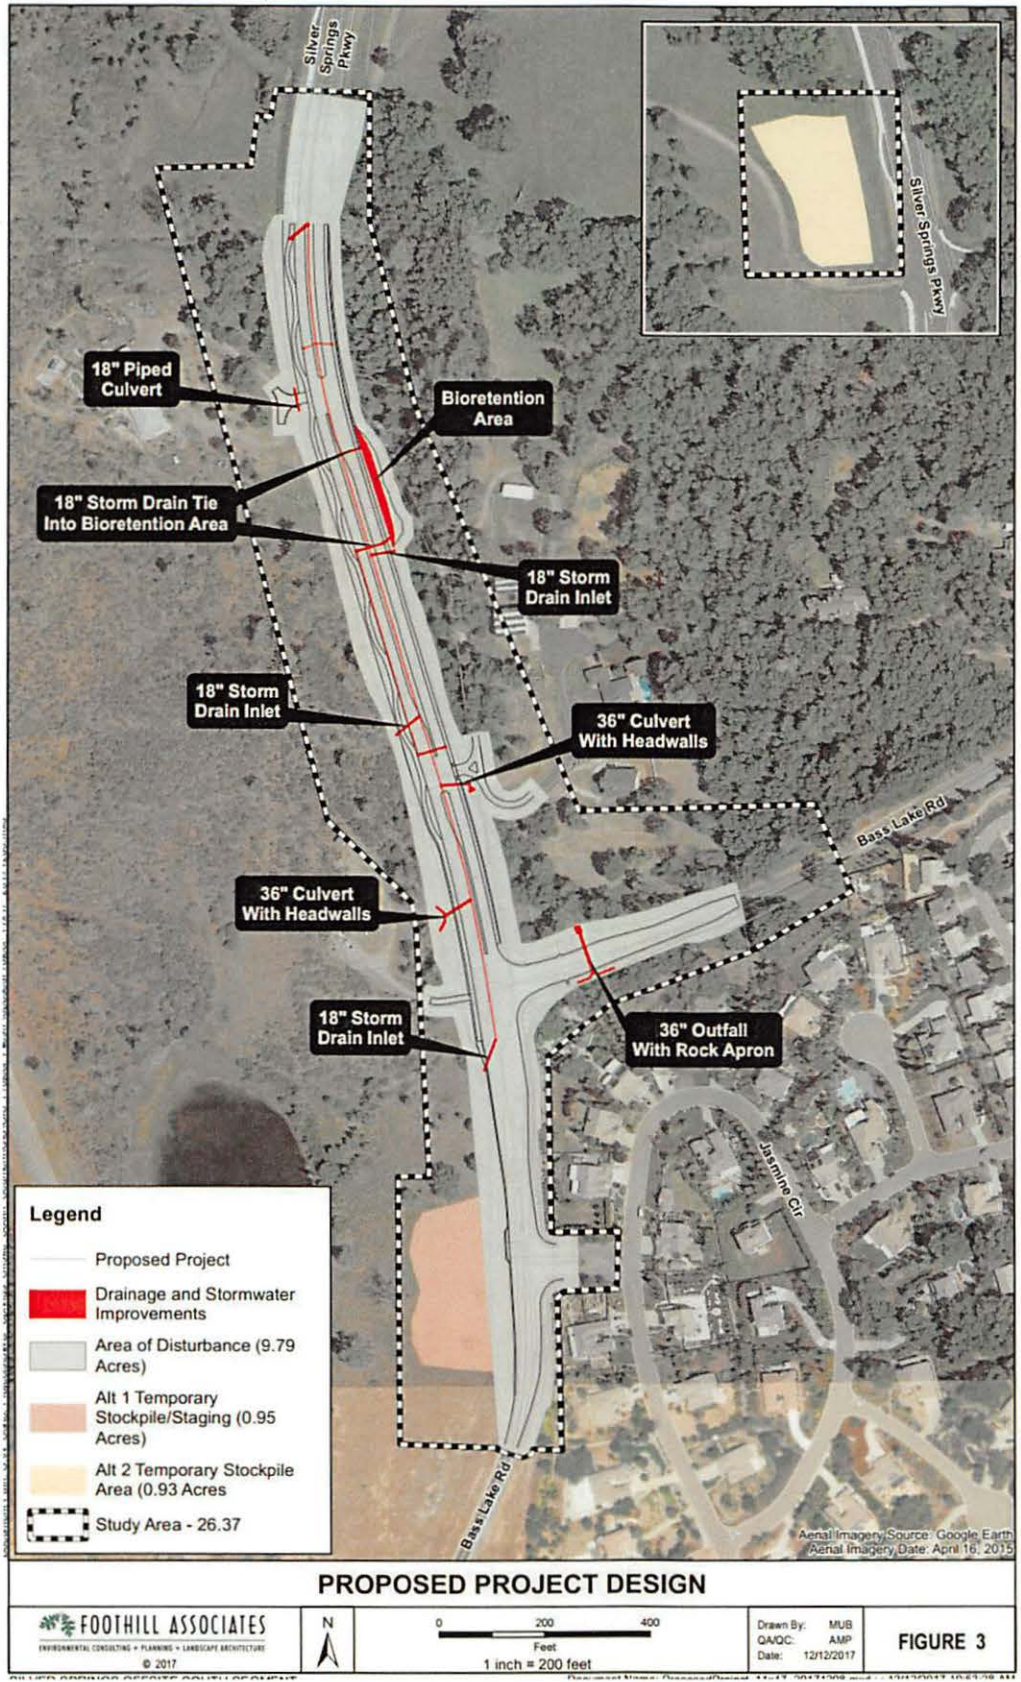 Silver
Springs
Pkwy
Silver Springs Pkwy
18" Piped
Culvert
Bioretention
Area
18" Storm Drain Tie
Into Bioretention Area
18" Storm
Drain Inlet
18" Storm
Drain Inlet
36" Culvert
With Headwalls
Bass Lake Rd
36" Culvert
With Headwalls
18" Storm
Drain Inlet
36" Outfall
With Rock Apron
Jasmine Cir
Legend
Proposed Project
Drainage and Stormwater
Improvements
Area of Disturbance (9.79
Acres)
Alt 1 Temporary
Stockpile/Staging (0.95
Acres)
Alt 2 Temporary Stockpile
Area (0.93 Acres
Study Area - 26.37
Bass Lake Rd
Aerial Imagery Source: Google Earth
Aerial Imagery Date: April 16, 2015
PROPOSED PROJECT DESIGN
FOOTHILL ASSOCIATES
ENVIRONMENTAL CONSULTING • PLANNING • LANDSCAPE ARCHITECTURE
© 2017
N
0 200 400
Feet
1 inch = 200 feet
Drawn By: MUB
QA/QC: AMP
Date: 12/12/2017
FIGURE 3